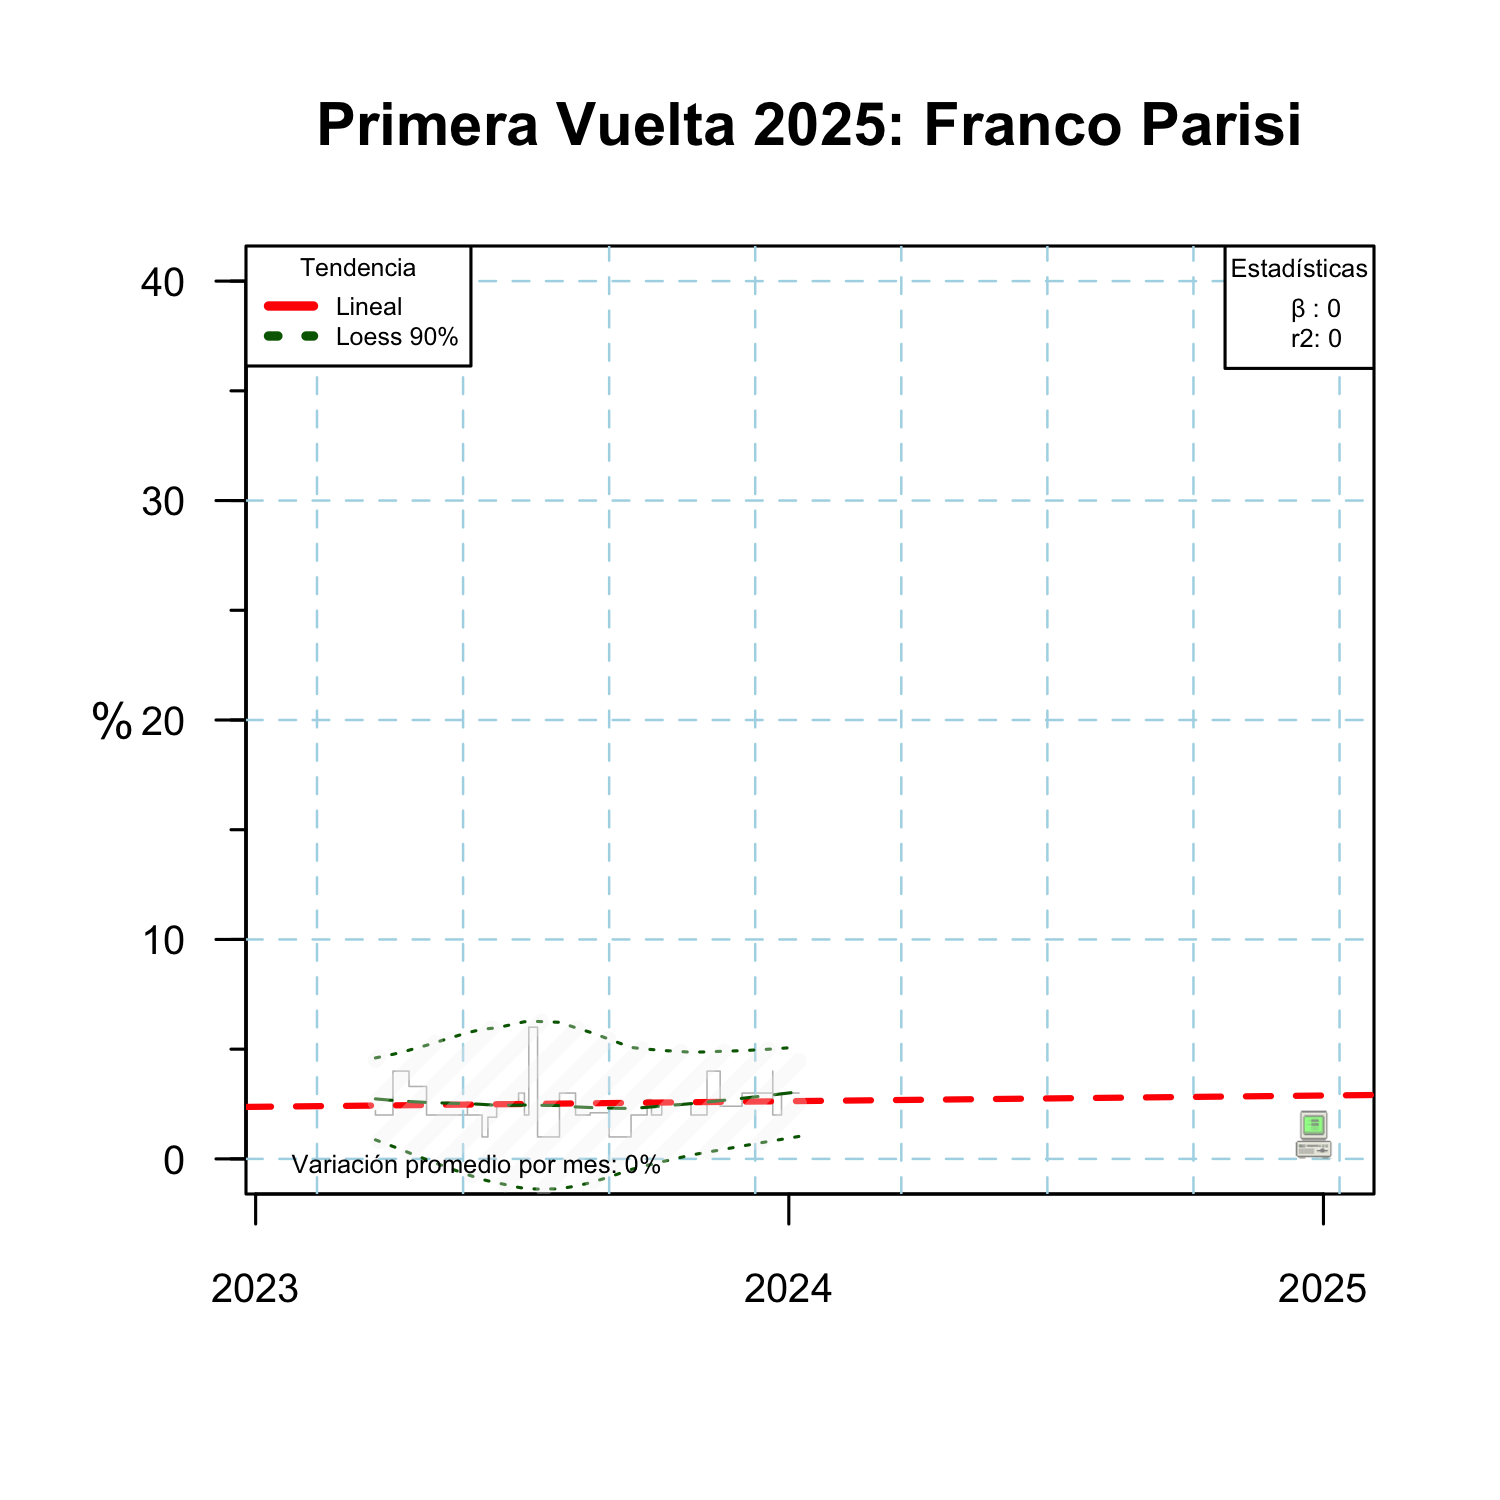 Primera Vuelta 2025: Franco Parisi
Tendencia
Lineal
Loess 90%
Estadísticas
β : 0
r2: 0
40
30
%
20
10
0
Variación promedio por mes: 0%
2023
2024
2025